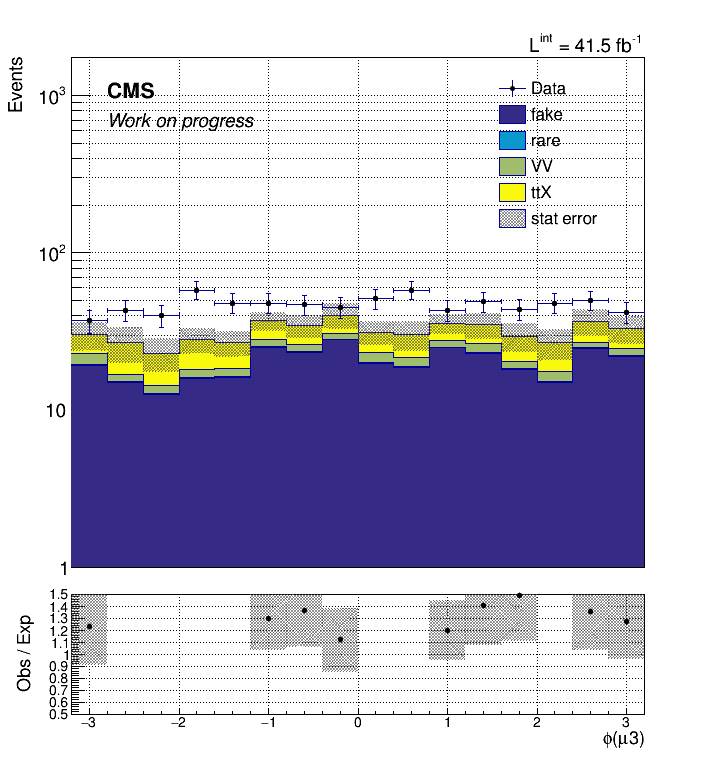 L^int = 41.5 fb^-1
Events
CMS
Work on progress
Data
fake
rare
VV
ttX
stat error
10^3
10^2
10
1
Obs / Exp
1.5
1.4
1.3
1.2
1.1
1
0.9
0.8
0.7
0.6
0.5
−3 −2 −1 0 1 2 3
ϕ(μ3)